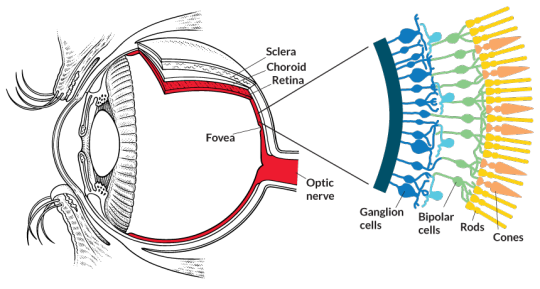 Sclera
Choroid
Retina
Fovea
Optic
nerve
Ganglion
cells
Bipolar
cells
Rods
Cones